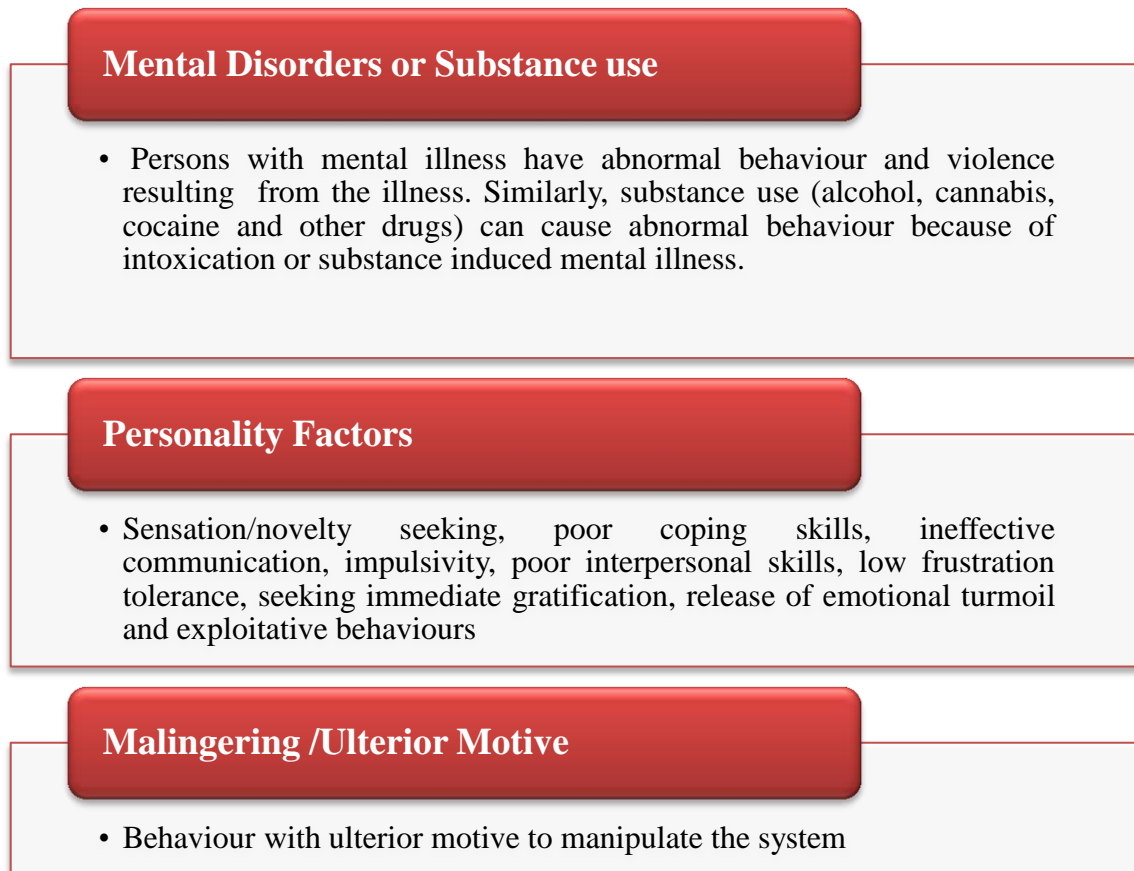 Mental Disorders or Substance use
• Persons with mental illness have abnormal behaviour and violence
resulting from the illness. Similarly, substance use (alcohol, cannabis,
cocaine and other drugs) can cause abnormal behaviour because of
intoxication or substance induced mental illness.
Personality Factors
• Sensation/novelty seeking, poor coping skills, ineffective
communication, impulsivity, poor interpersonal skills, low frustration
tolerance, seeking immediate gratification, release of emotional turmoil
and exploitative behaviours
Malingering /Ulterior Motive
• Behaviour with ulterior motive to manipulate the system